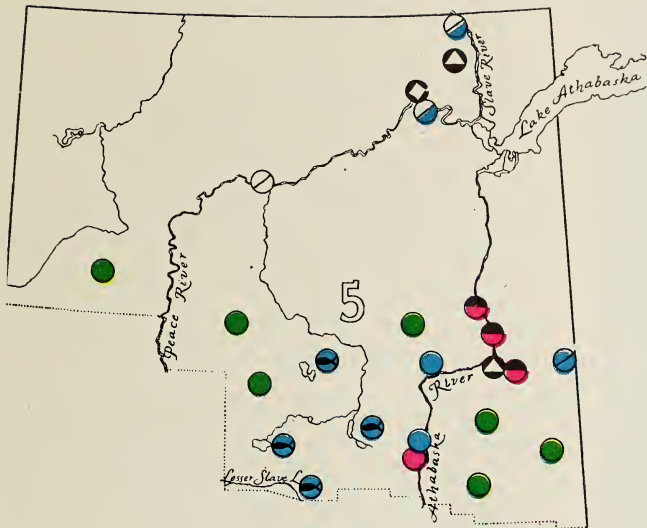 Slave River
Lake Athabaska
Peace River
5
River
Athabaska
Lesser Slave L.